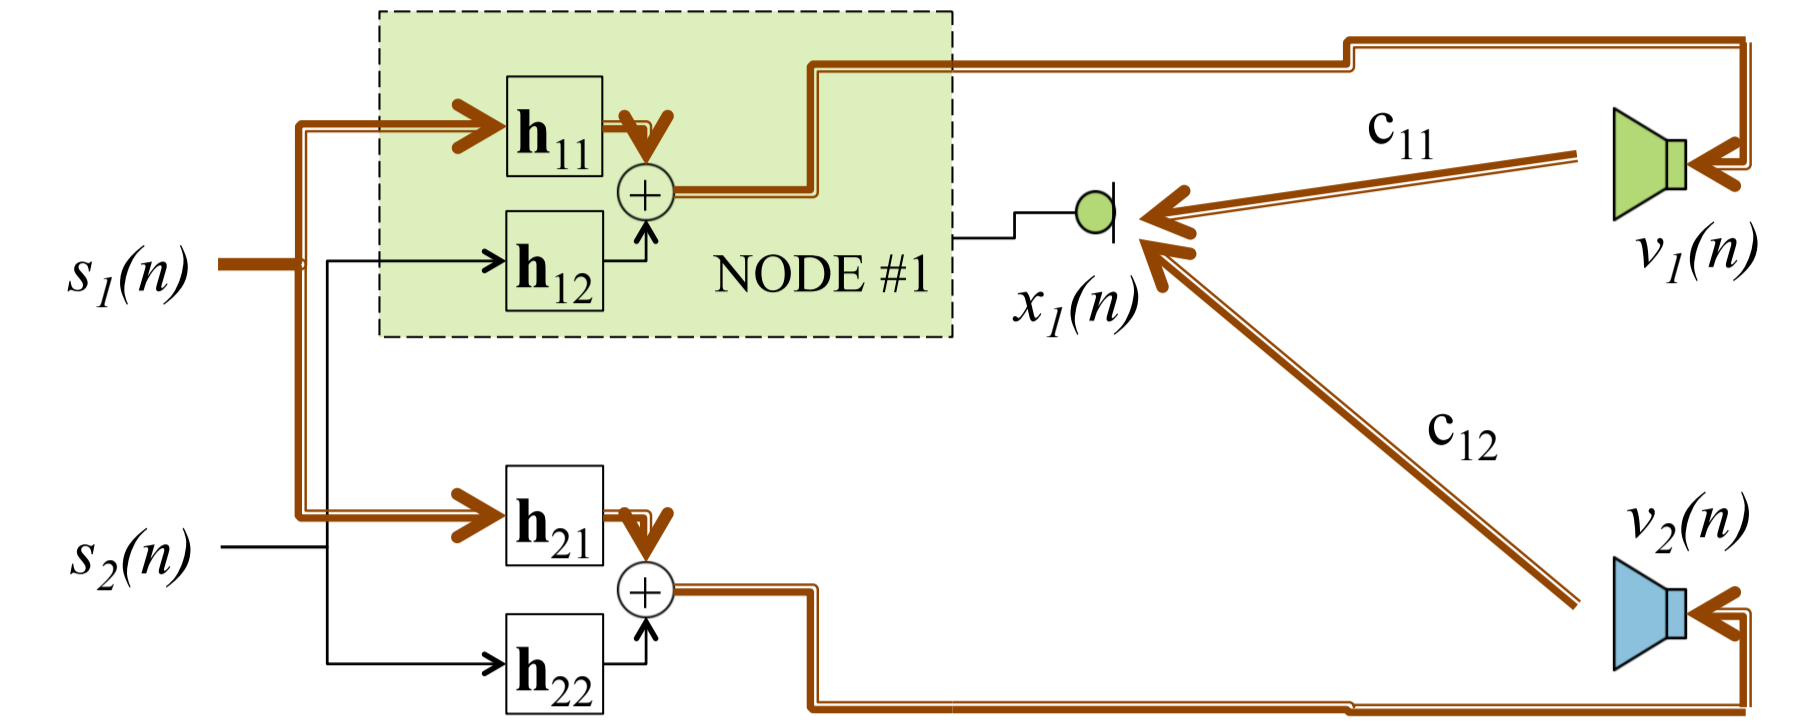 h11
+
h12
NODE #1
s1(n)
c11
v1(n)
x1(n)
c12
h21
+
h22
s2(n)
v2(n)